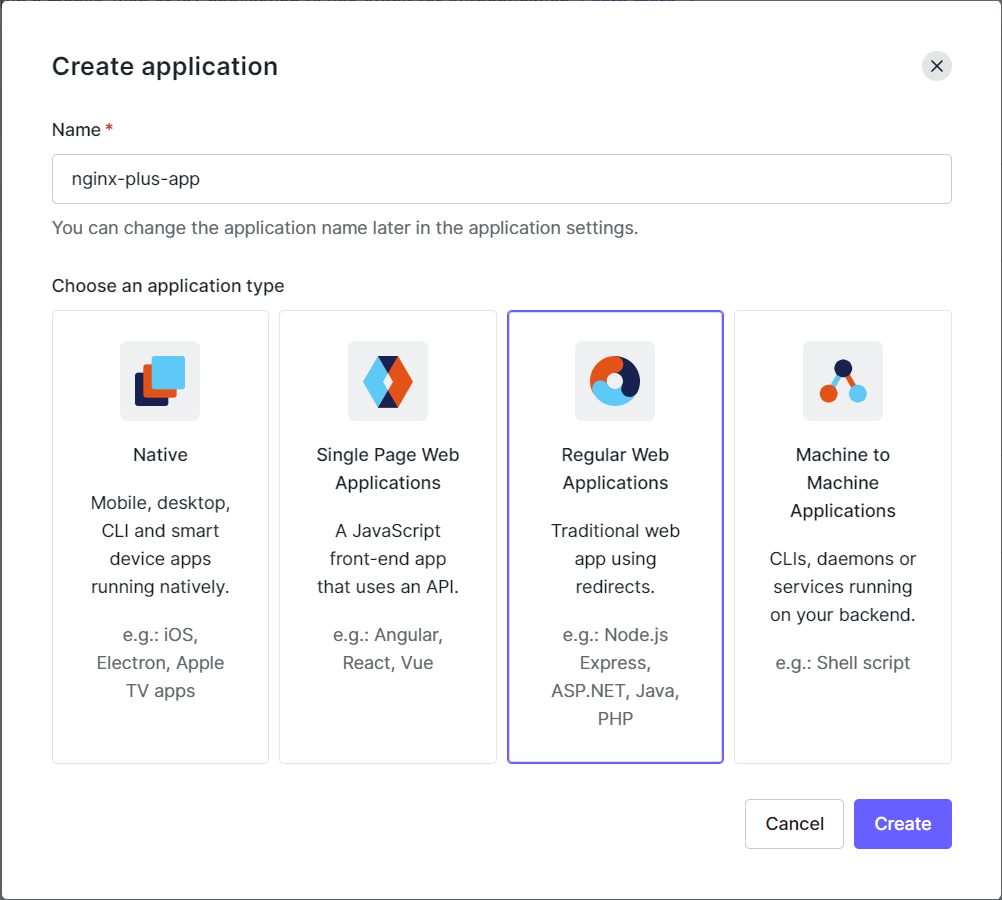 Create application
Name *
nginx-plus-app
You can change the application name later in the application settings.
Choose an application type
Native
Mobile, desktop,
CLI and smart
device apps
running natively.
e.g.: iOS,
Electron, Apple
TV apps
Single Page Web
Applications
A JavaScript
front-end app
that uses an API.
e.g.: Angular,
React, Vue
Regular Web
Applications
Traditional web
app using
redirects.
e.g.: Node.js
Express,
ASP.NET, Java,
PHP
Machine to
Machine
Applications
CLIs, daemons or
services running
on your backend.
e.g.: Shell script
Cancel
Create